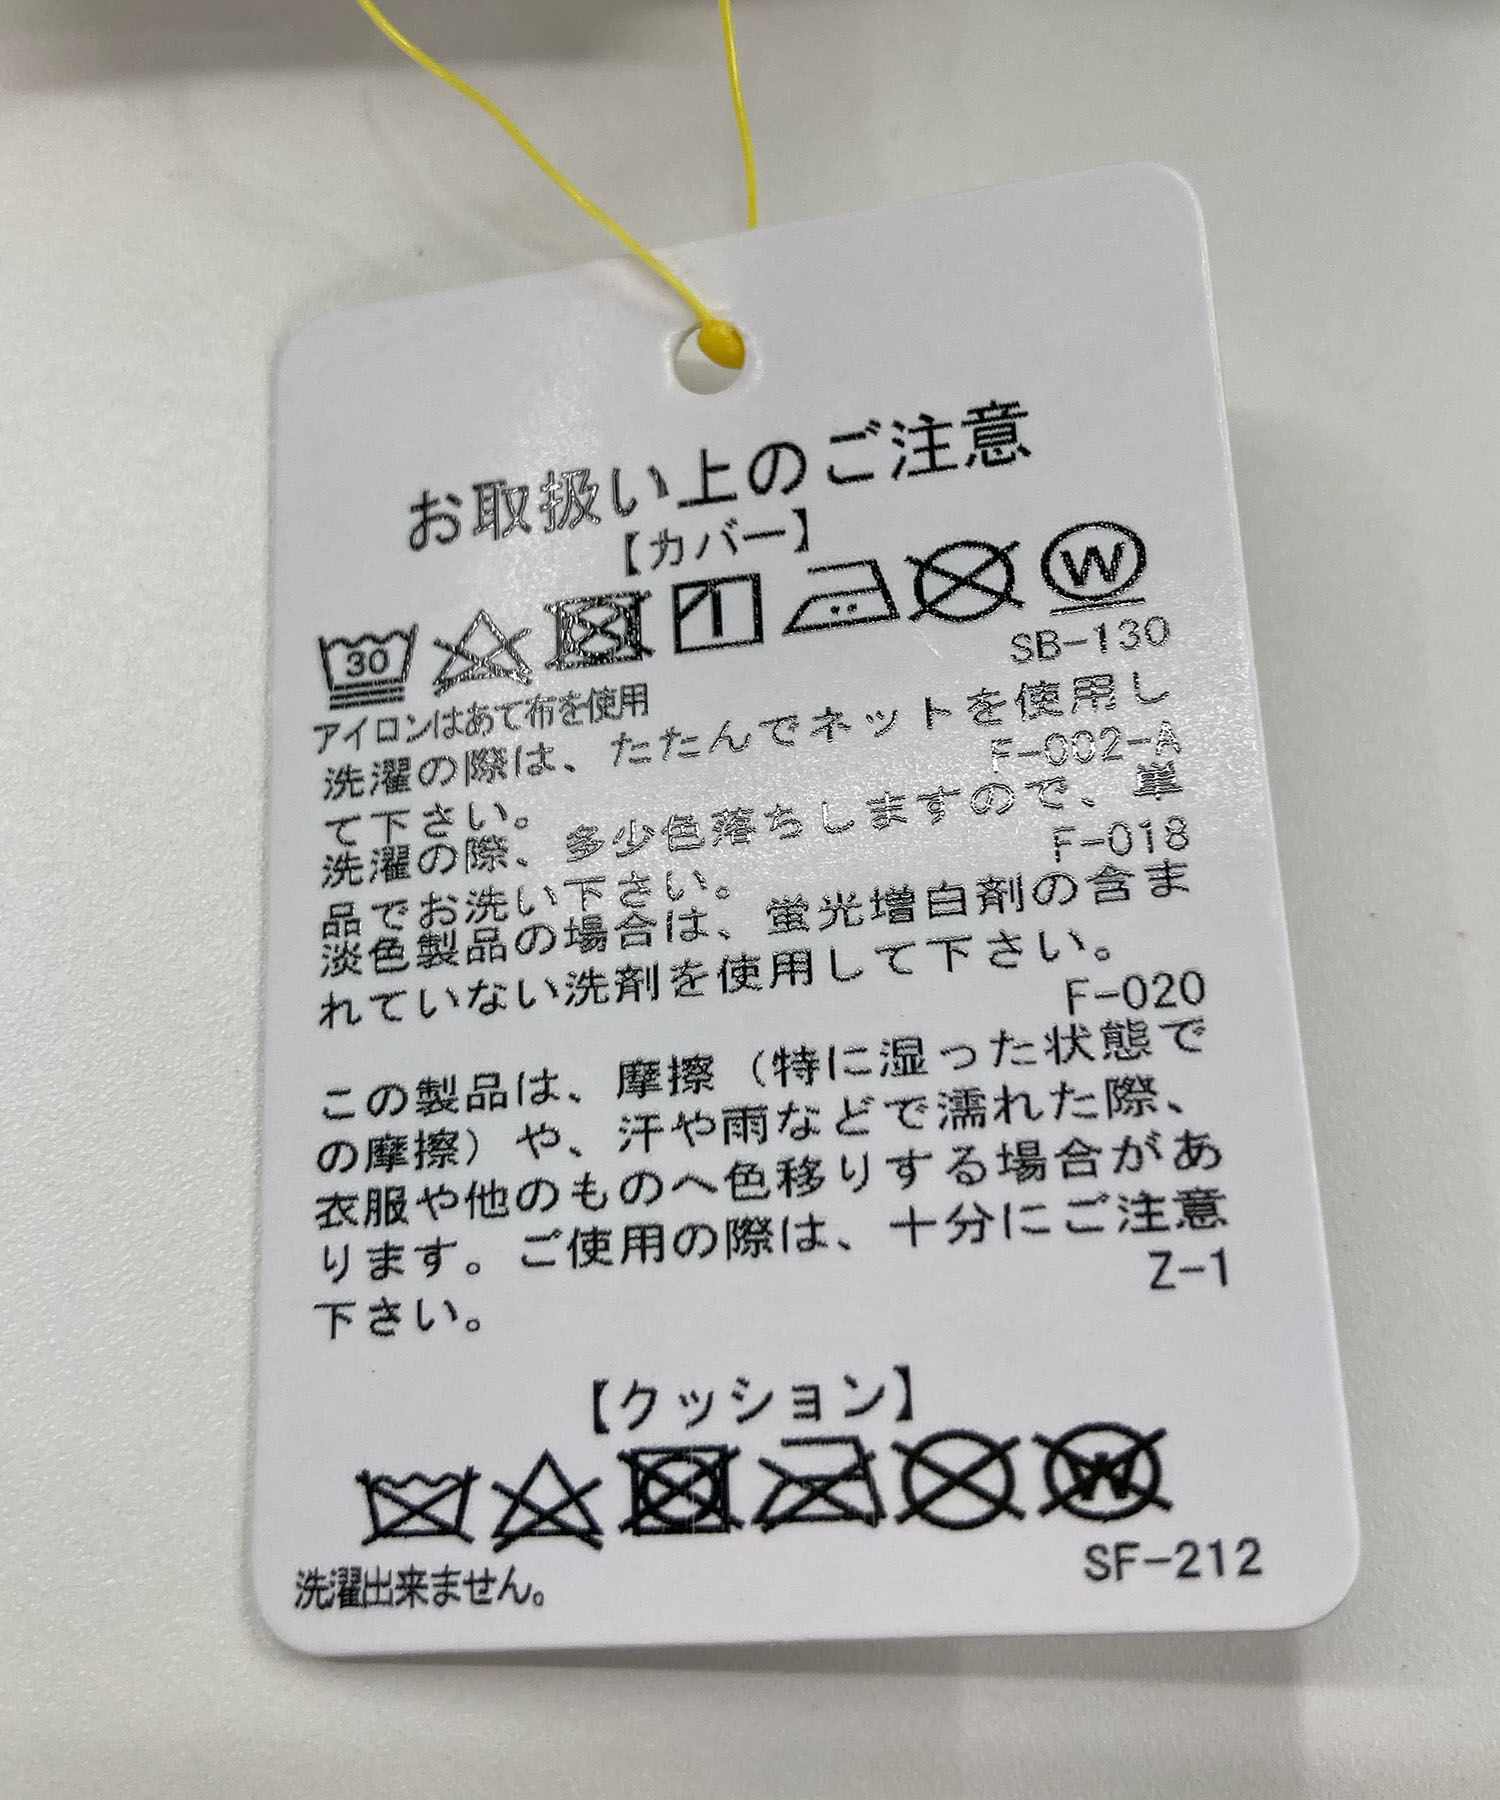 お取扱い上のご注意
【カバー】
30 W
SB-130
アイロンはあて布を使用
洗濯の際は、たたんでネットを使用し
て下さい。
F-002-A
洗濯の際、多少色落ちしますので、単
品でお洗い下さい。
F-018
淡色製品の場合は、蛍光増白剤の含ま
れていない洗剤を使用して下さい。
F-020
この製品は、摩擦（特に湿った状態で
の摩擦）や、汗や雨などで濡れた際、
衣服や他のものへ色移りする場合があ
ります。ご使用の際は、十分にご注意
下さい。
Z-1
【クッション】
W
SF-212
洗濯出来ません。